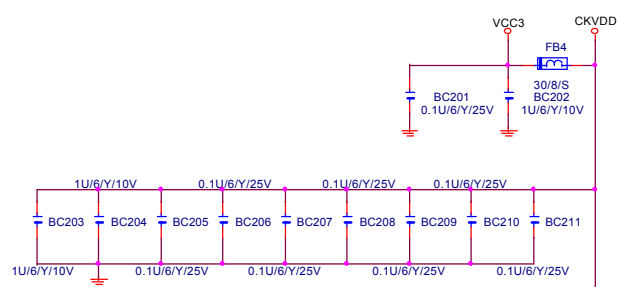 VCC3 CKVDD
FB4
30/8/S
BC201 BC202
0.1U/6/Y/25V 1U/6/Y/10V
1U/6/Y/10V 0.1U/6/Y/25V 0.1U/6/Y/25V 0.1U/6/Y/25V
BC203 BC204 BC205 BC206 BC207 BC208 BC209 BC210 BC211
1U/6/Y/10V 0.1U/6/Y/25V 0.1U/6/Y/25V 0.1U/6/Y/25V 0.1U/6/Y/25V